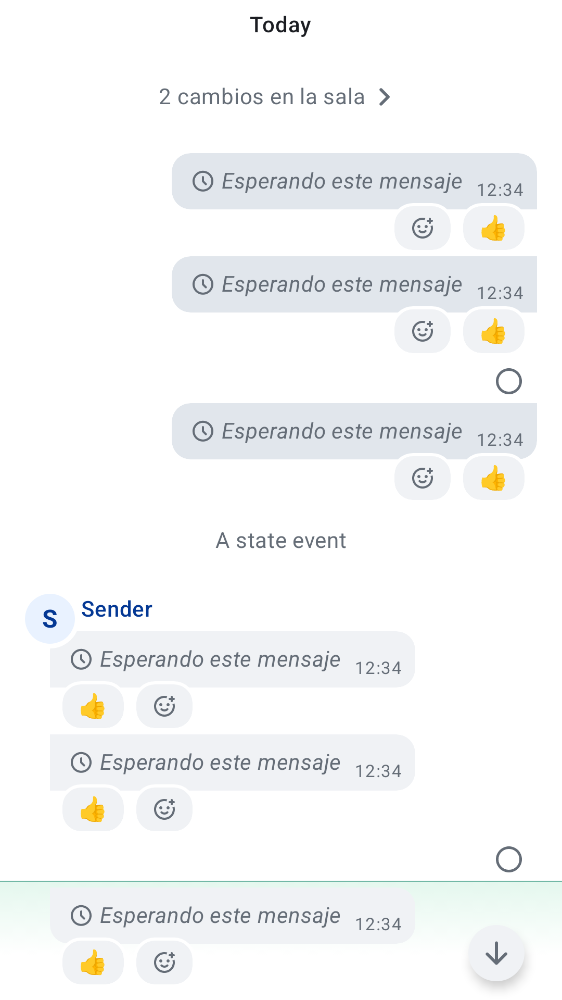 Today
2 cambios en la sala
Esperando este mensaje 12:34
👍
Esperando este mensaje 12:34
👍
Esperando este mensaje 12:34
👍
A state event
S Sender
Esperando este mensaje 12:34
👍
Esperando este mensaje 12:34
👍
Esperando este mensaje 12:34
👍